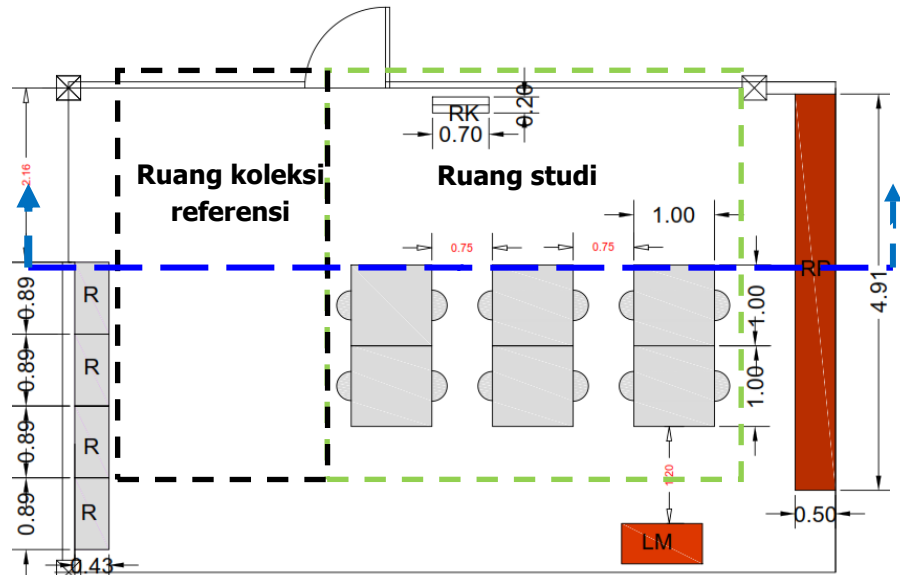 0.20
RK
0.70
2.16
Ruang koleksi
referensi
Ruang studi
1.00
0.75
0.75
RP
4.91
R
0.89
1.00
R
0.89
1.00
R
0.89
1.20
R
0.89
0.50
LM
0.43